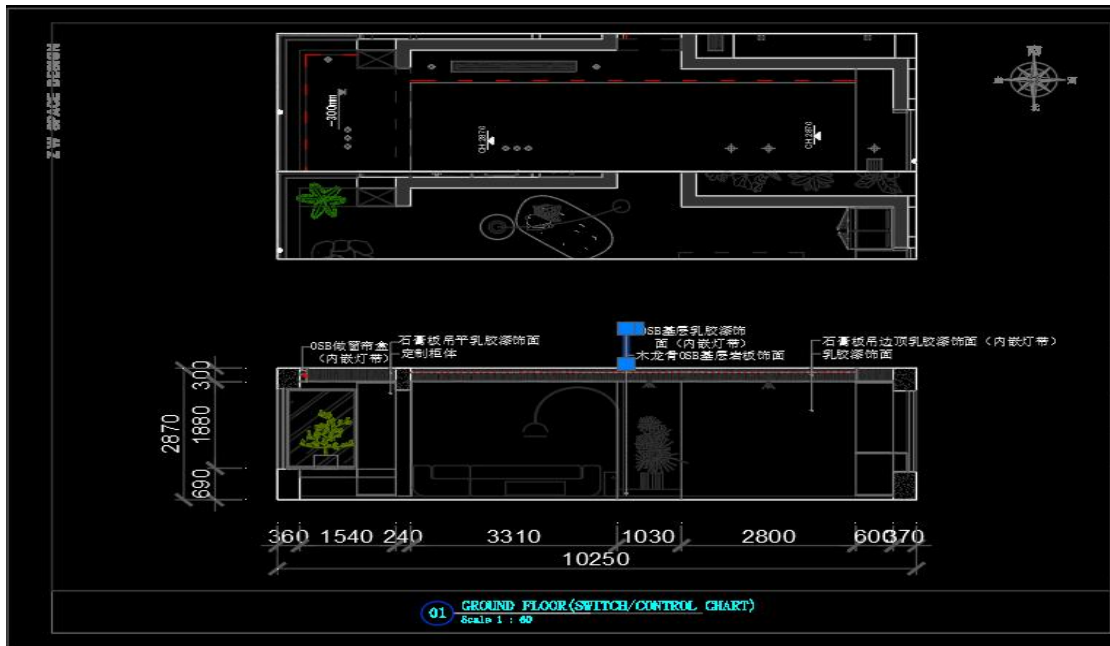 ZW SPACE DESIGN
-300mm
CH:2870
CH:2870
OSB做窗帘盒
(内嵌灯带)
石膏板吊平乳胶漆饰面
定制柜体
OSB基层乳胶漆饰
面（内嵌灯带）
木龙骨OSB基层岩板饰面
石膏板吊边顶乳胶漆饰面（内嵌灯带）
乳胶漆饰面
300
2870
1880
690
360 1540 240 3310 1030 2800 600 370
10250
01 GROUND FLOOR(SWITCH/CONTROL CHART)
Scale 1 : 60